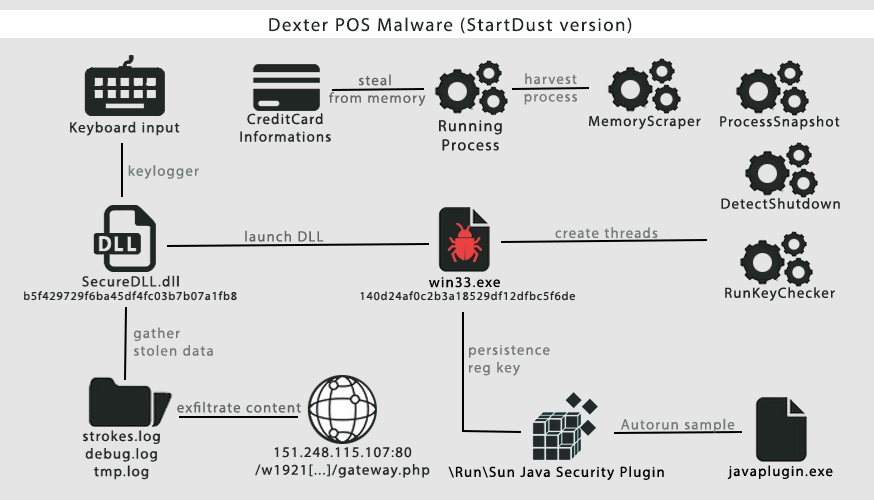 Dexter POS Malware (StartDust version)
Keyboard input
CreditCard
Informations
steal
from memory
Running
Process
harvest
process
MemoryScraper
ProcessSnapshot
keylogger
DetectShutdown
DLL
launch DLL
create threads
SecureDLL.dll
b5f429729f6ba45df4fc03b7b07a1fb8
win33.exe
140d24af0c2b3a18529df12dfbc5f6de
RunKeyChecker
gather
stolen data
persistence
reg key
exfiltrate content
strokes.log
debug.log
tmp.log
151.248.115.107:80
/w1921[...]/gateway.php
\Run\Sun Java Security Plugin
Autorun sample
javaplugin.exe